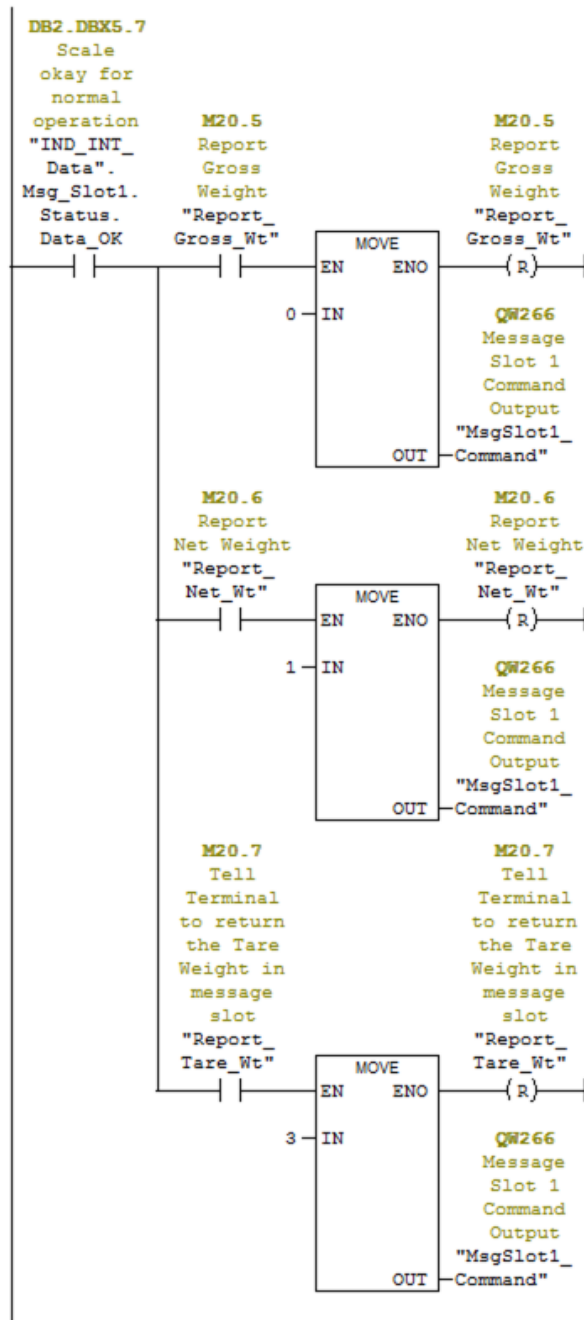 DB2.DBX5.7
Scale
okay for
normal
operation
"IND_INT_
Data".
Msg_Slot1.
Status.
Data_OK
M20.5
Report
Gross
Weight
"Report_
Gross_Wt"
MOVE
EN ENO
0 IN
OUT
M20.5
Report
Gross
Weight
"Report_
Gross_Wt"
(R)
QW266
Message
Slot 1
Command
Output
"MsgSlot1_
Command"
M20.6
Report
Net Weight
"Report_
Net_Wt"
MOVE
EN ENO
1 IN
OUT
M20.6
Report
Net Weight
"Report_
Net_Wt"
(R)
QW266
Message
Slot 1
Command
Output
"MsgSlot1_
Command"
M20.7
Tell
Terminal
to return
the Tare
Weight in
message
slot
"Report_
Tare_Wt"
MOVE
EN ENO
3 IN
OUT
M20.7
Tell
Terminal
to return
the Tare
Weight in
message
slot
"Report_
Tare_Wt"
(R)
QW266
Message
Slot 1
Command
Output
"MsgSlot1_
Command"